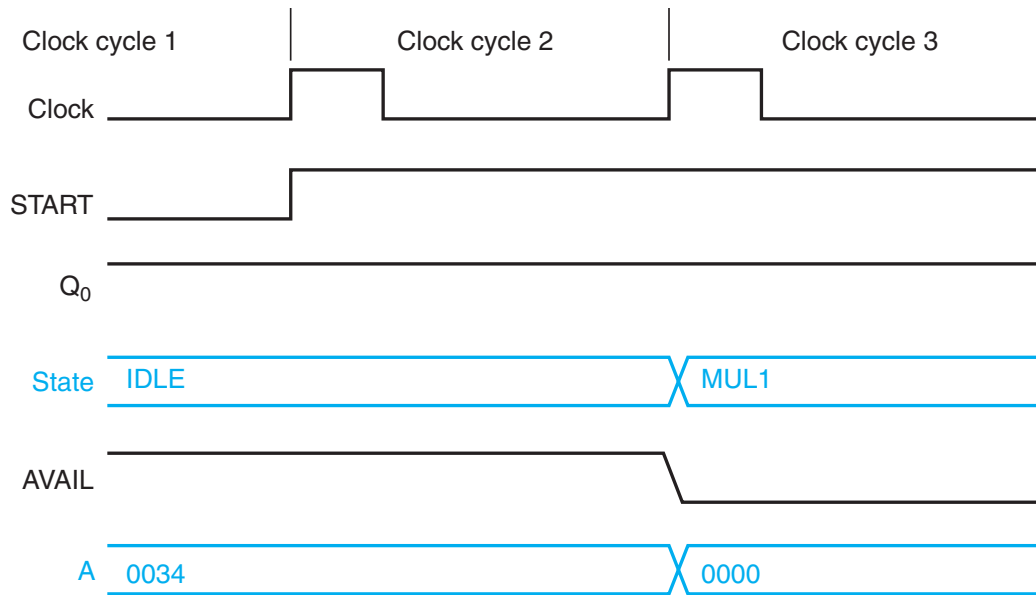 Clock cycle 1 Clock cycle 2 Clock cycle 3
Clock
START
Q0
State IDLE MUL1
AVAIL
A 0034 0000